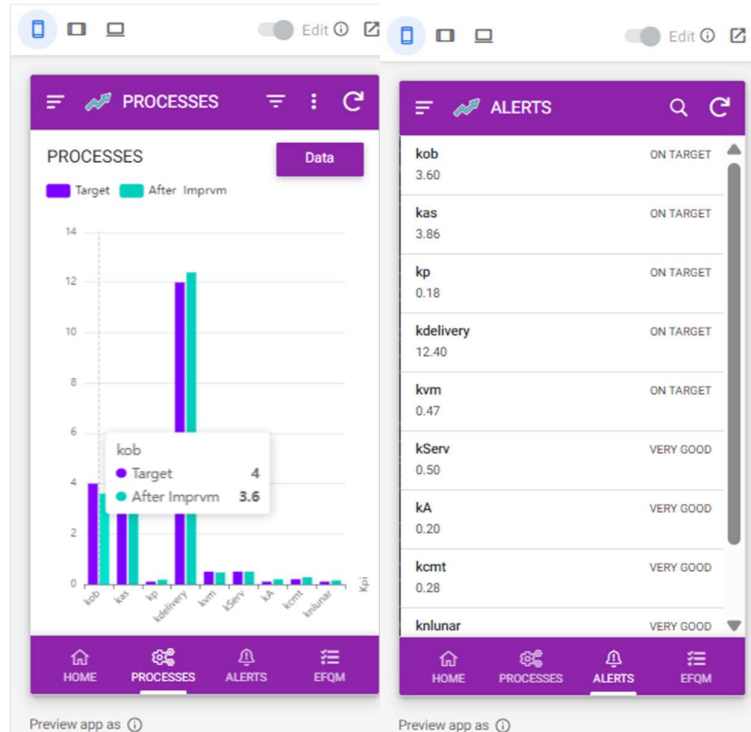 Edit
PROCESSES
PROCESSES
Data
Target After Imprvm
14
12
10
8
6
4
2
0
kob
Target 4
After Imprvm 3.6
kob kas kp kdelivery kvm kServ kA kcmt knlunar
Kpi
HOME PROCESSES ALERTS EFQM
Preview app as
Edit
ALERTS
kob ON TARGET
3.60
kas ON TARGET
3.86
kp ON TARGET
0.18
kdelivery ON TARGET
12.40
kvm ON TARGET
0.47
kServ VERY GOOD
0.50
kA VERY GOOD
0.20
kcmt VERY GOOD
0.28
knlunar VERY GOOD
HOME PROCESSES ALERTS EFQM
Preview app as